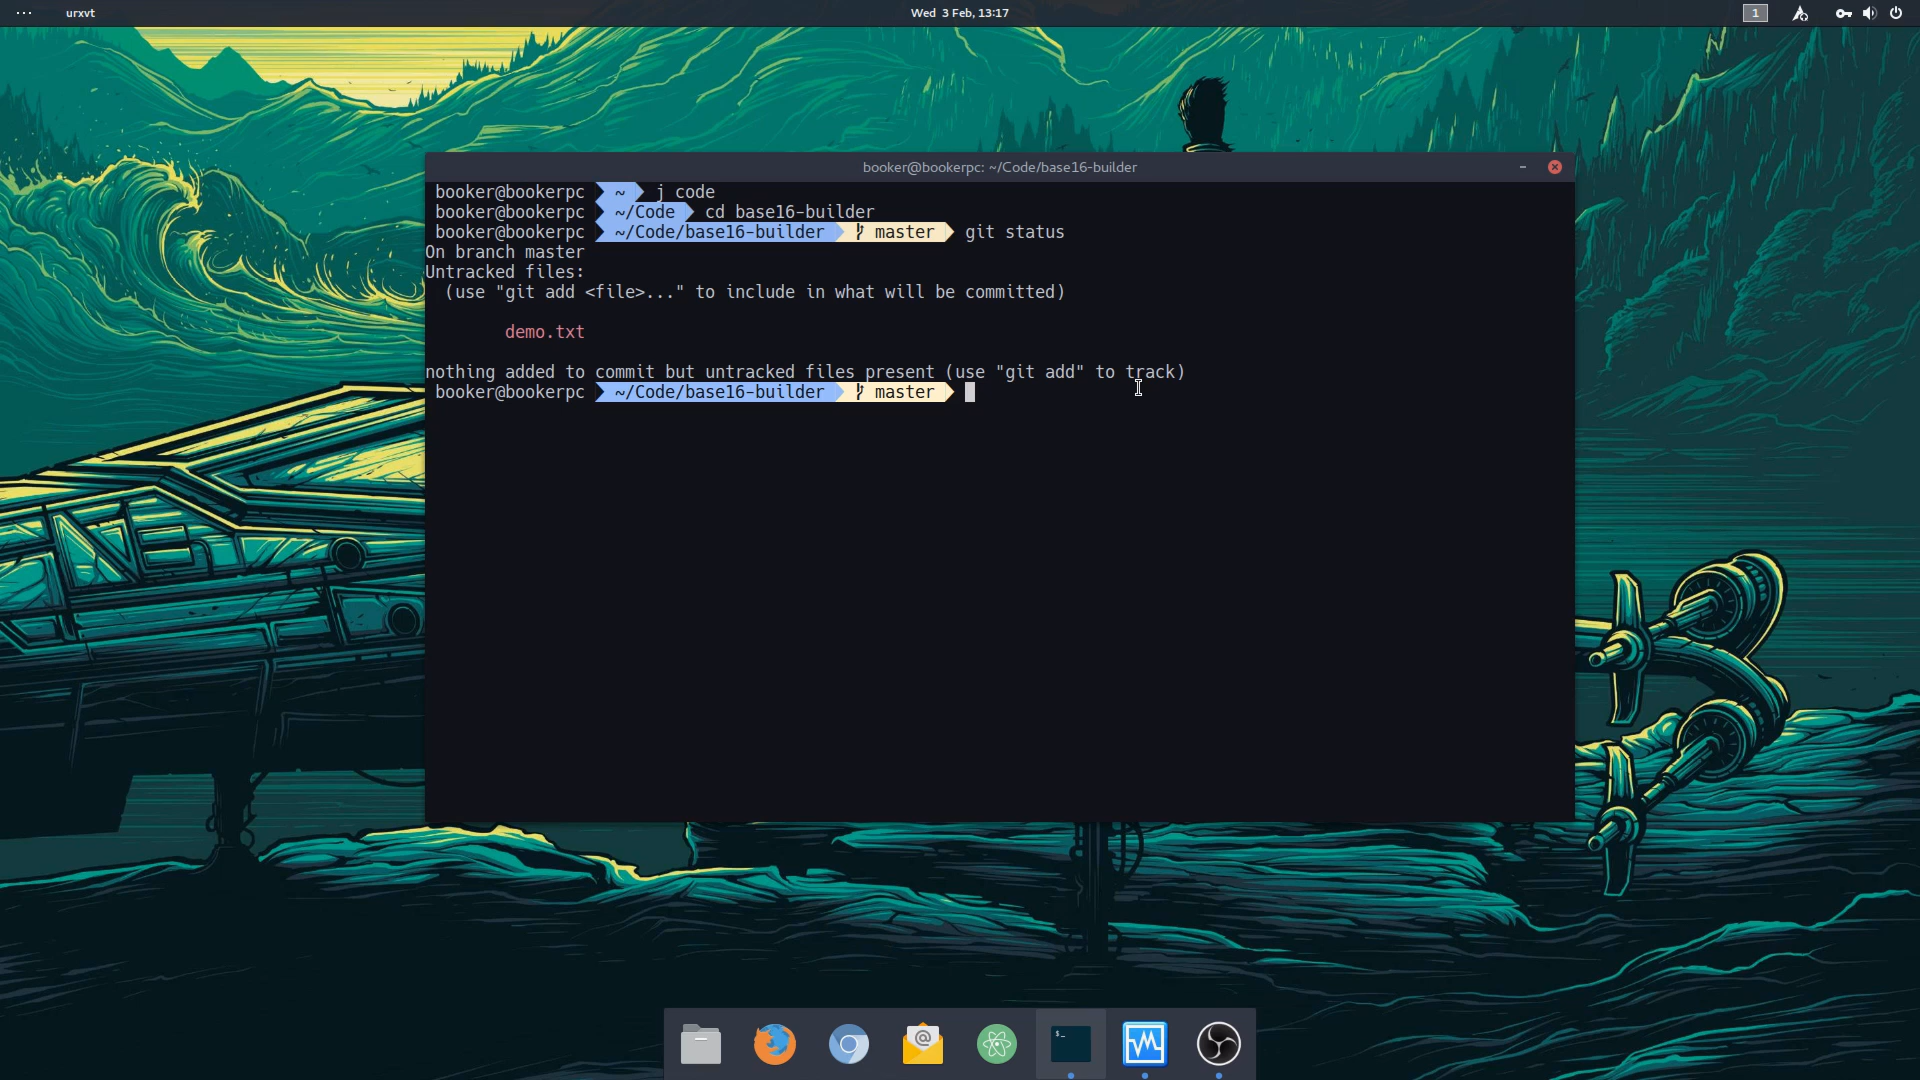 urxvt
Wed 3 Feb, 13:17
1
booker@bookerpc: ~/Code/base16-builder
booker@bookerpc ~ j code
booker@bookerpc ~/Code cd base16-builder
booker@bookerpc ~/Code/base16-builder master git status
On branch master
Untracked files:
(use "git add <file>..." to include in what will be committed)
demo.txt
nothing added to commit but untracked files present (use "git add" to track)
booker@bookerpc ~/Code/base16-builder master
NE
@
$_